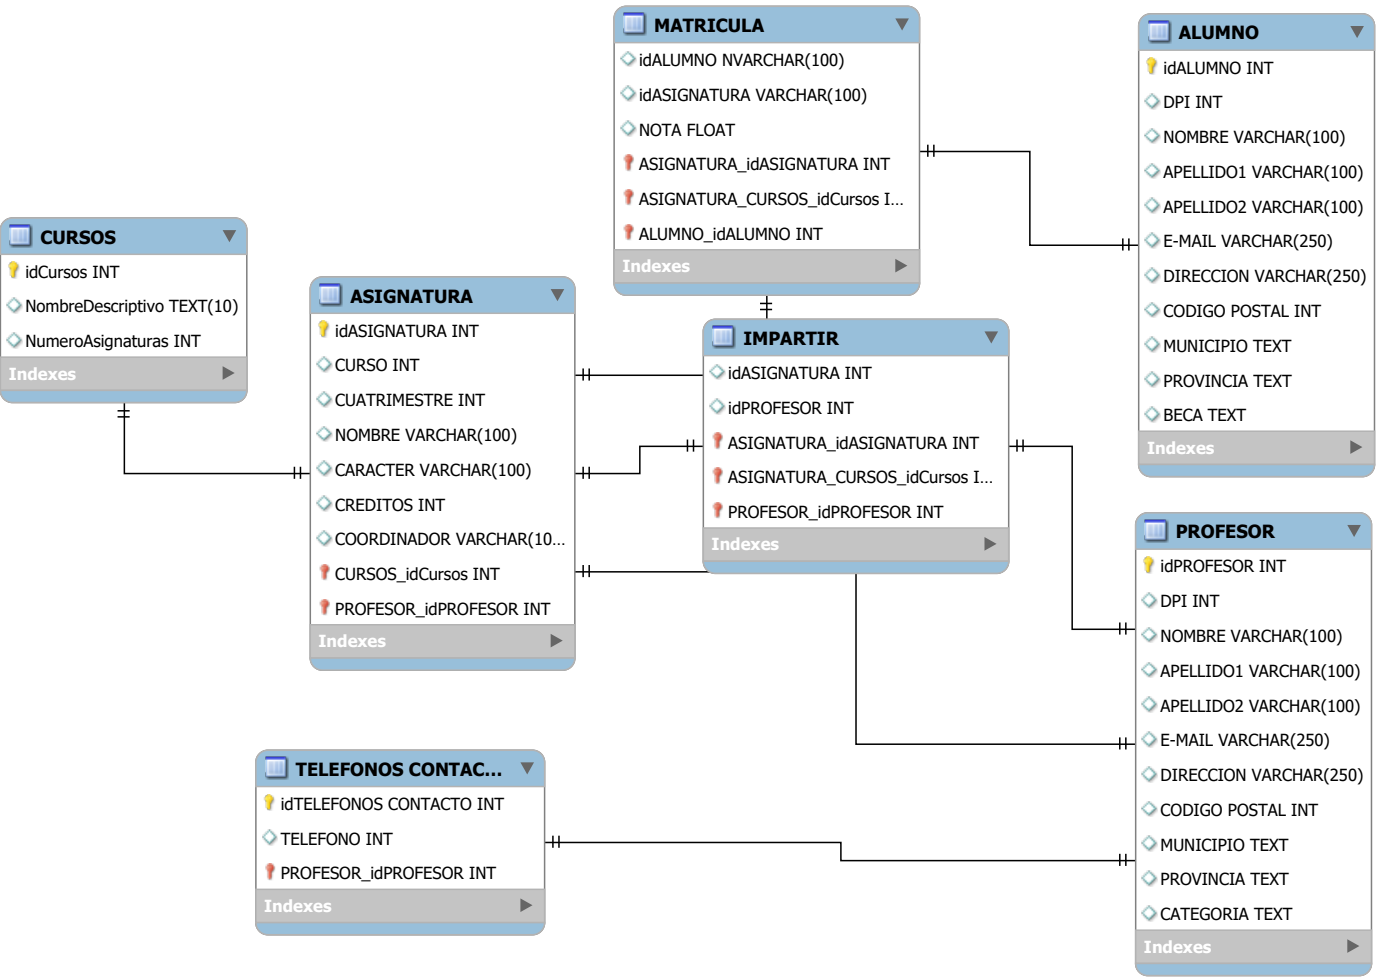 MATRICULA
idALUMNO NVARCHAR(100)
idASIGNATURA VARCHAR(100)
NOTA FLOAT
ASIGNATURA_idASIGNATURA INT
ASIGNATURA_CURSOS_idCursos I...
ALUMNO_idALUMNO INT
Indexes
ALUMNO
idALUMNO INT
DPI INT
NOMBRE VARCHAR(100)
APELLIDO1 VARCHAR(100)
APELLIDO2 VARCHAR(100)
E-MAIL VARCHAR(250)
DIRECCION VARCHAR(250)
CODIGO POSTAL INT
MUNICIPIO TEXT
PROVINCIA TEXT
BECA TEXT
Indexes
CURSOS
idCursos INT
NombreDescriptivo TEXT(10)
NumeroAsignaturas INT
Indexes
ASIGNATURA
idASIGNATURA INT
CURSO INT
CUATRIMESTRE INT
NOMBRE VARCHAR(100)
CARACTER VARCHAR(100)
CREDITOS INT
COORDINADOR VARCHAR(10...
CURSOS_idCursos INT
PROFESOR_idPROFESOR INT
Indexes
IMPARTIR
idASIGNATURA INT
idPROFESOR INT
ASIGNATURA_idASIGNATURA INT
ASIGNATURA_CURSOS_idCursos I...
PROFESOR_idPROFESOR INT
Indexes
PROFESOR
idPROFESOR INT
DPI INT
NOMBRE VARCHAR(100)
APELLIDO1 VARCHAR(100)
APELLIDO2 VARCHAR(100)
E-MAIL VARCHAR(250)
DIRECCION VARCHAR(250)
CODIGO POSTAL INT
MUNICIPIO TEXT
PROVINCIA TEXT
CATEGORIA TEXT
Indexes
TELEFONOS CONTAC...
idTELEFONOS CONTACTO INT
TELEFONO INT
PROFESOR_idPROFESOR INT
Indexes